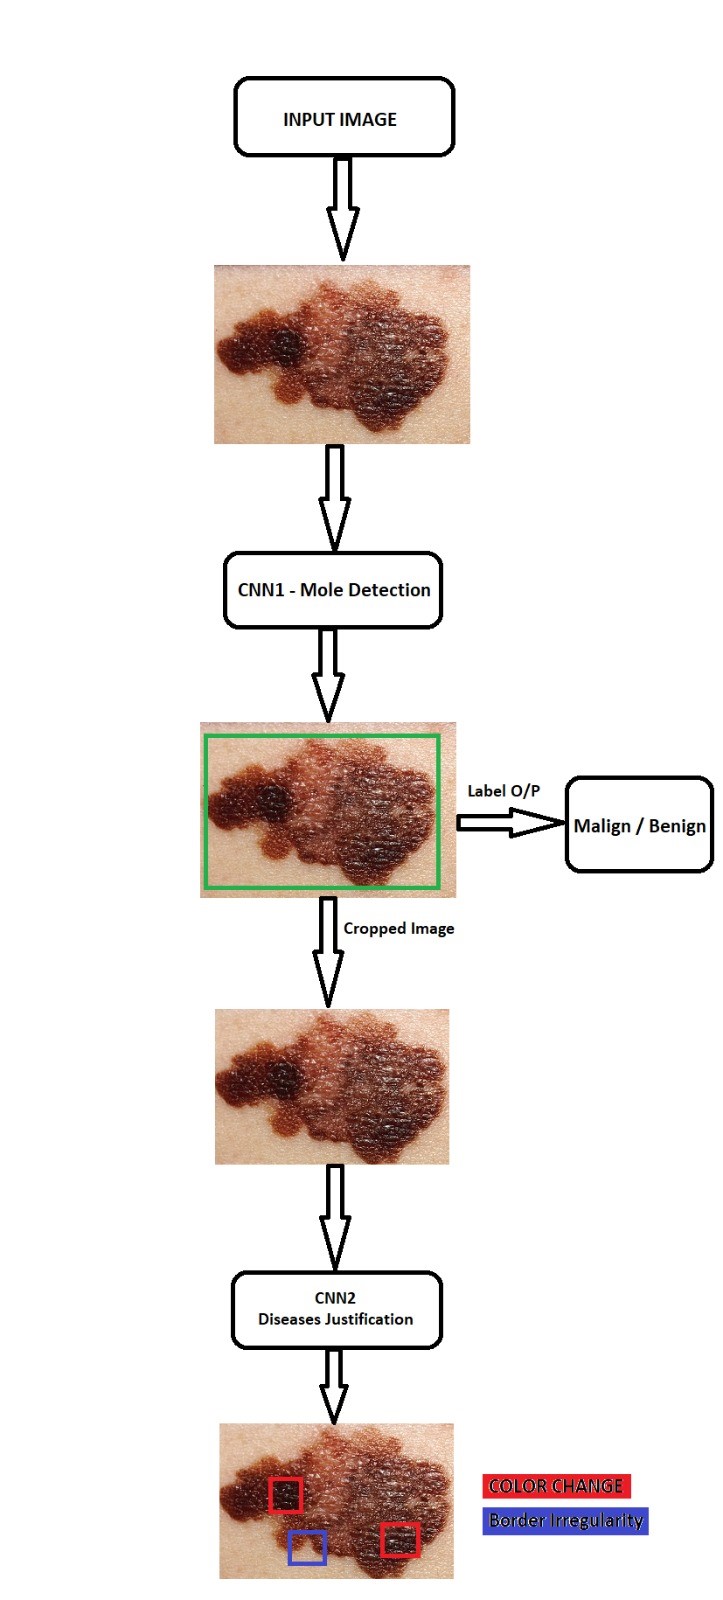 INPUT IMAGE
CNN1 - Mole Detection
Label O/P
Malign / Benign
Cropped Image
CNN2
Diseases Justification
COLOR CHANGE
Border Irregularity